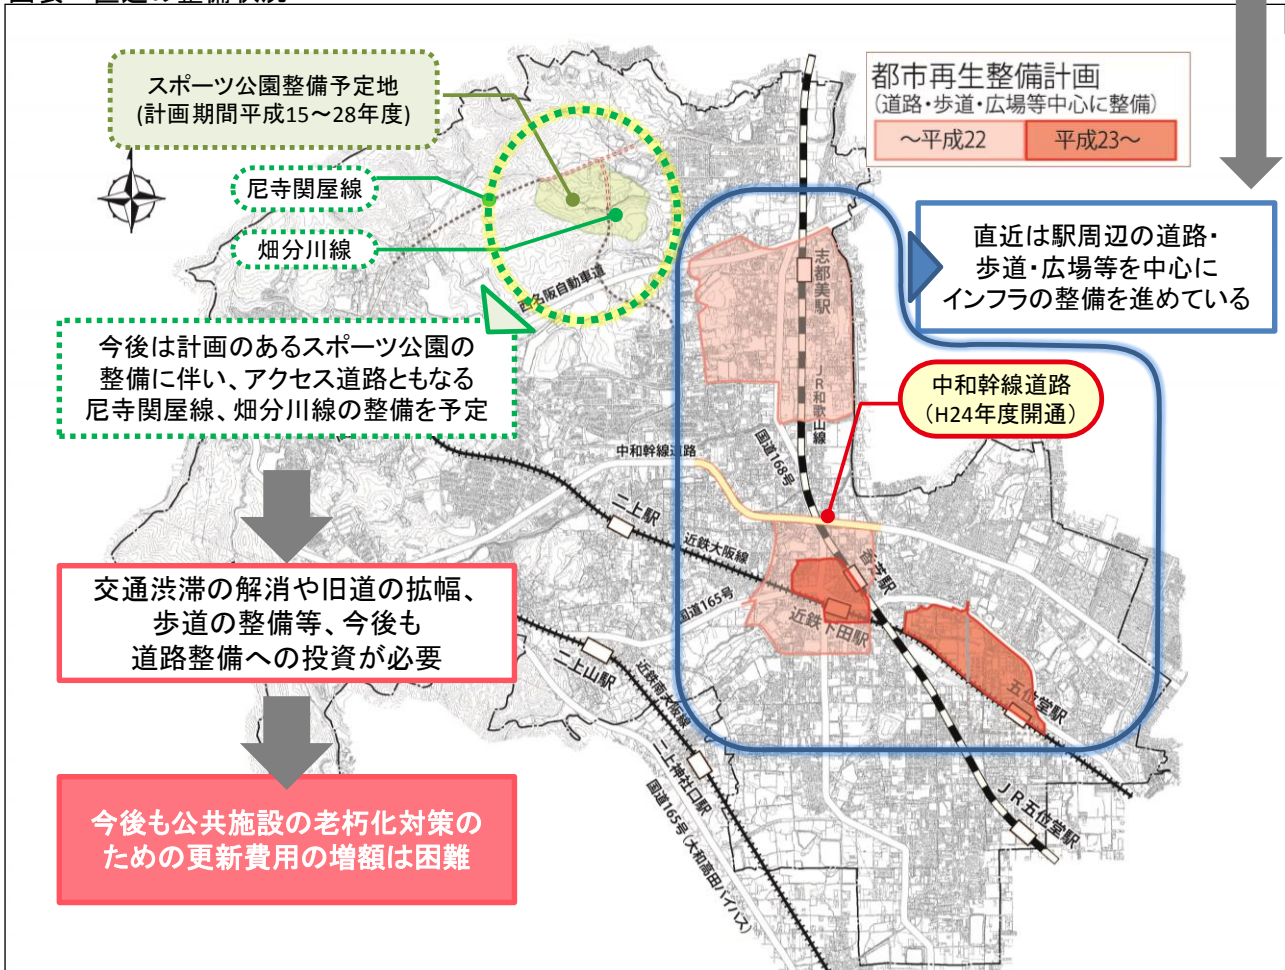 スポーツ公園整備予定地
(計画期間平成15～28年度)
都市再生整備計画
(道路・歩道・広場等中心に整備)
～平成22
平成23～
尼寺関屋線
畑分川線
直近は駅周辺の道路・
歩道・広場等を中心に
インフラの整備を進めている
西名阪自動車道
志都美駅
JR和歌山線
今後は計画のあるスポーツ公園の
整備に伴い、アクセス道路ともなる
尼寺関屋線、畑分川線の整備を予定
中和幹線道路
(H24年度開通)
国道168号
中和幹線道路
二上駅
近鉄大阪線
香芝駅
国道165号
近鉄下田駅
交通渋滞の解消や旧道の拡幅、
歩道の整備等、今後も
道路整備への投資が必要
二上山駅
近鉄南大阪線
五位堂駅
二上神社口駅
国道165号(大和高田バイパス)
JR五位堂駅
今後も公共施設の老朽化対策の
ための更新費用の増額は困難